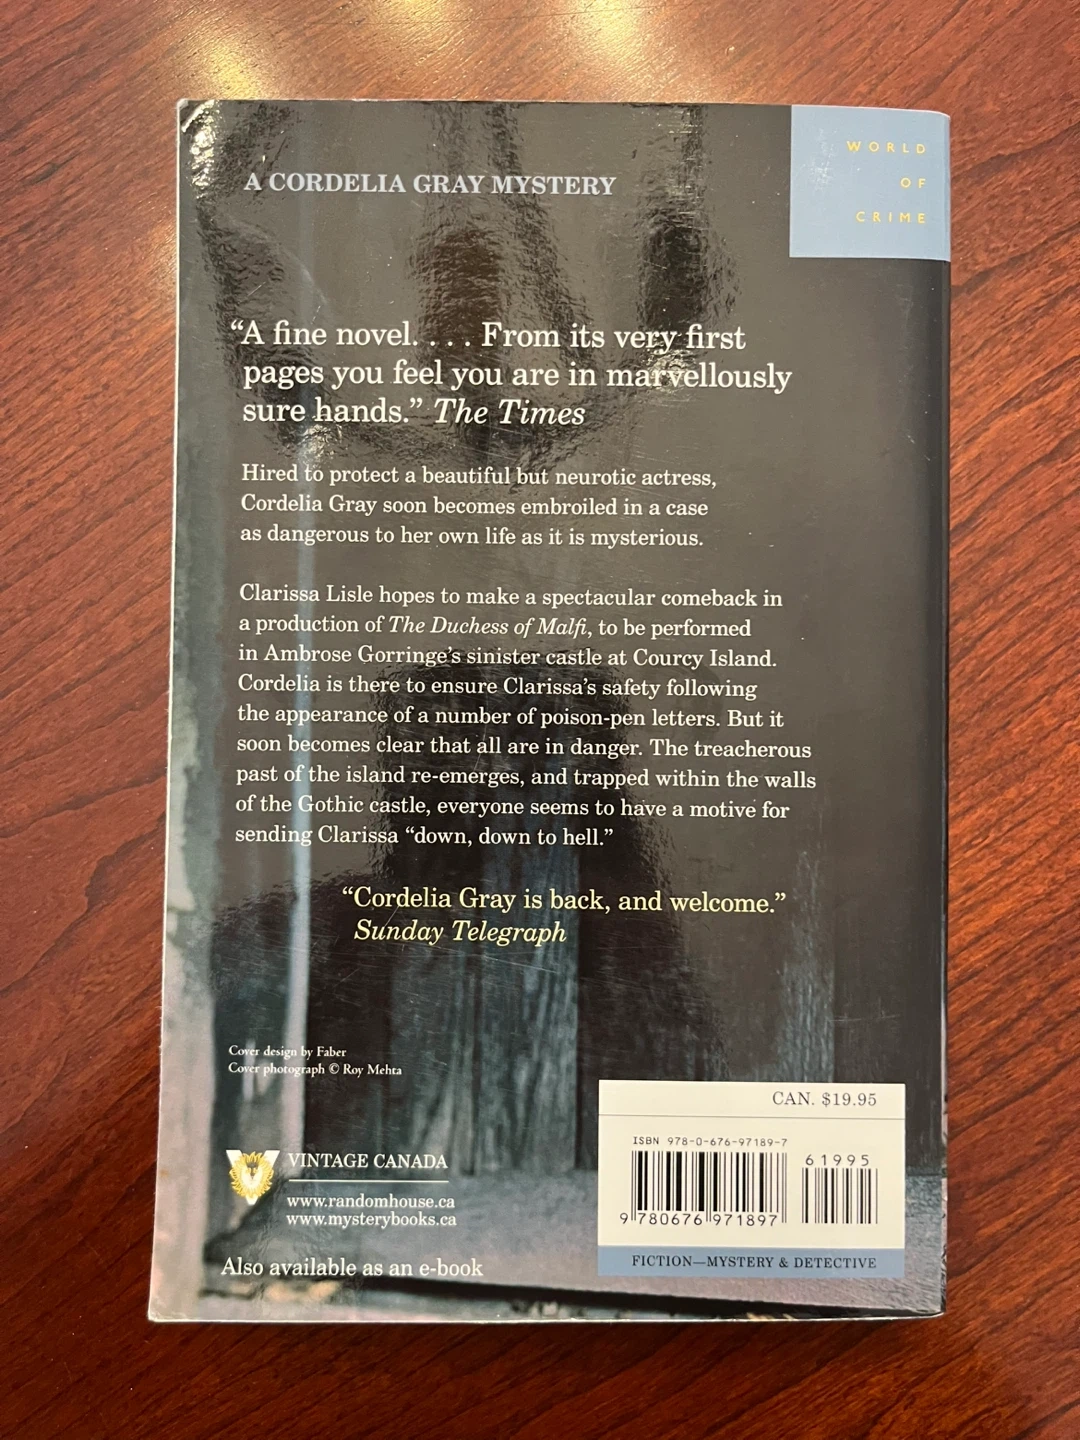 A CORDELIA GRAY MYSTERY
WORLD
OF
CRIME
“A fine novel. . . . From its very first
pages you feel you are in marvellously
sure hands.” The Times
Hired to protect a beautiful but neurotic actress,
Cordelia Gray soon becomes embroiled in a case
as dangerous to her own life as it is mysterious.
Clarissa Lisle hopes to make a spectacular comeback in
a production of The Duchess of Malfi, to be performed
in Ambrose Gorringe’s sinister castle at Courcy Island.
Cordelia is there to ensure Clarissa’s safety following
the appearance of a number of poison-pen letters. But it
soon becomes clear that all are in danger. The treacherous
past of the island re-emerges, and trapped within the walls
of the Gothic castle, everyone seems to have a motive for
sending Clarissa “down, down to hell.”
“Cordelia Gray is back, and welcome.”
Sunday Telegraph
Cover design by Faber
Cover photograph © Roy Mehta
VINTAGE CANADA
www.randomhouse.ca
www.mysterybooks.ca
Also available as an e-book
CAN. $19.95
ISBN 978-0-676-97189-7
61995
9 780676 971897
FICTION—MYSTERY & DETECTIVE